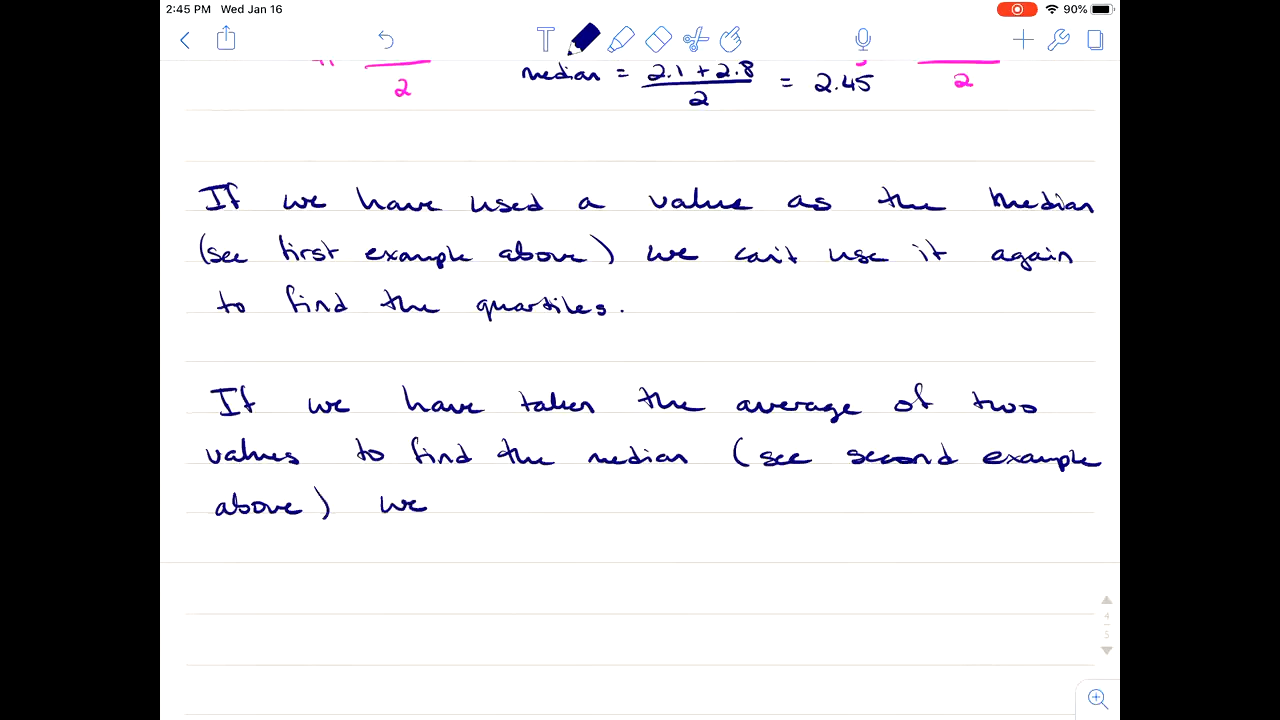 2:45 PM Wed Jan 16
90%
T
2
median = 2.1 + 2.8 / 2 = 2.45
2
If we have used a value as the median
(see first example above) we can't use it again
to find the quartiles.
If we have taken the average of two
values to find the median (see second example
above) we
4
5